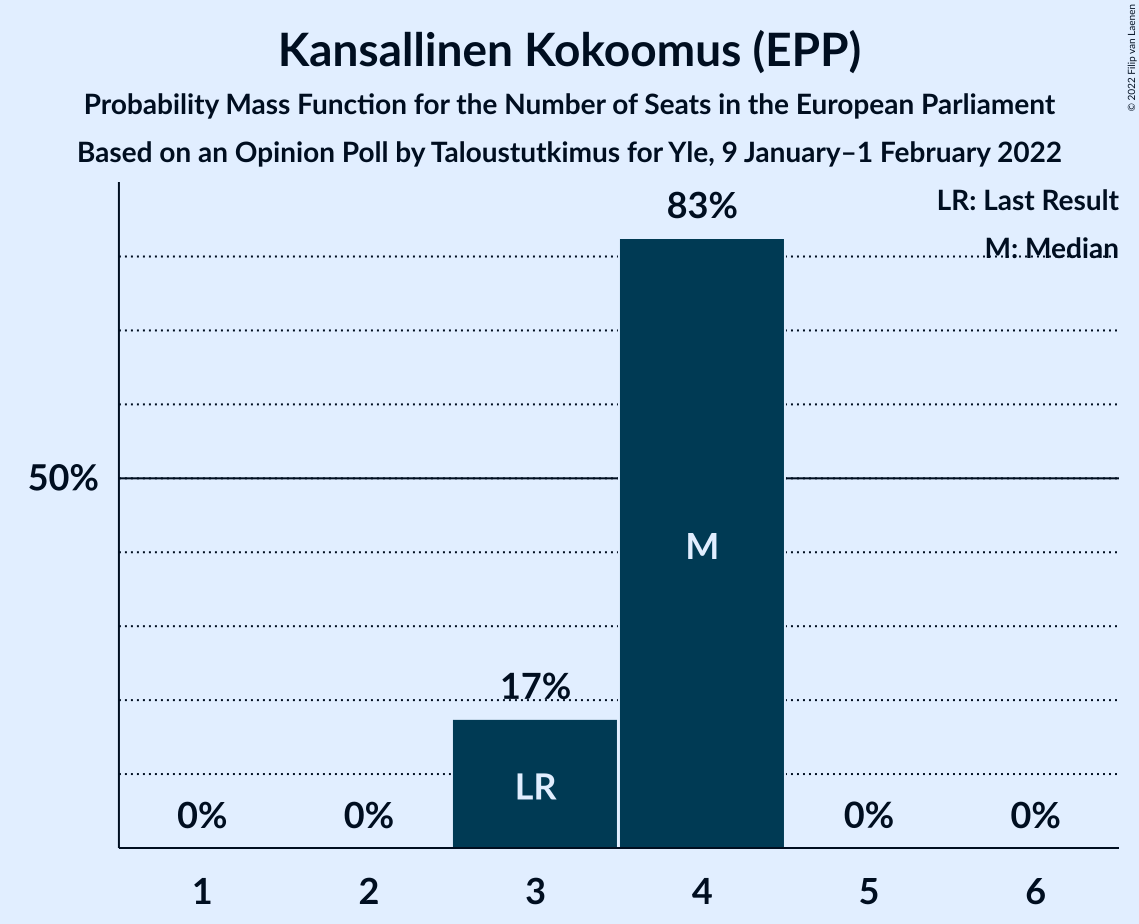 Kansallinen Kokoomus (EPP)
Probability Mass Function for the Number of Seats in the European Parliament
Based on an Opinion Poll by Taloustutkimus for Yle, 9 January–1 February 2022
© 2022 Filip van Laenen
LR: Last Result
M: Median
83%
50%
M
17%
LR
0%
0%
0%
0%
1
2
3
4
5
6